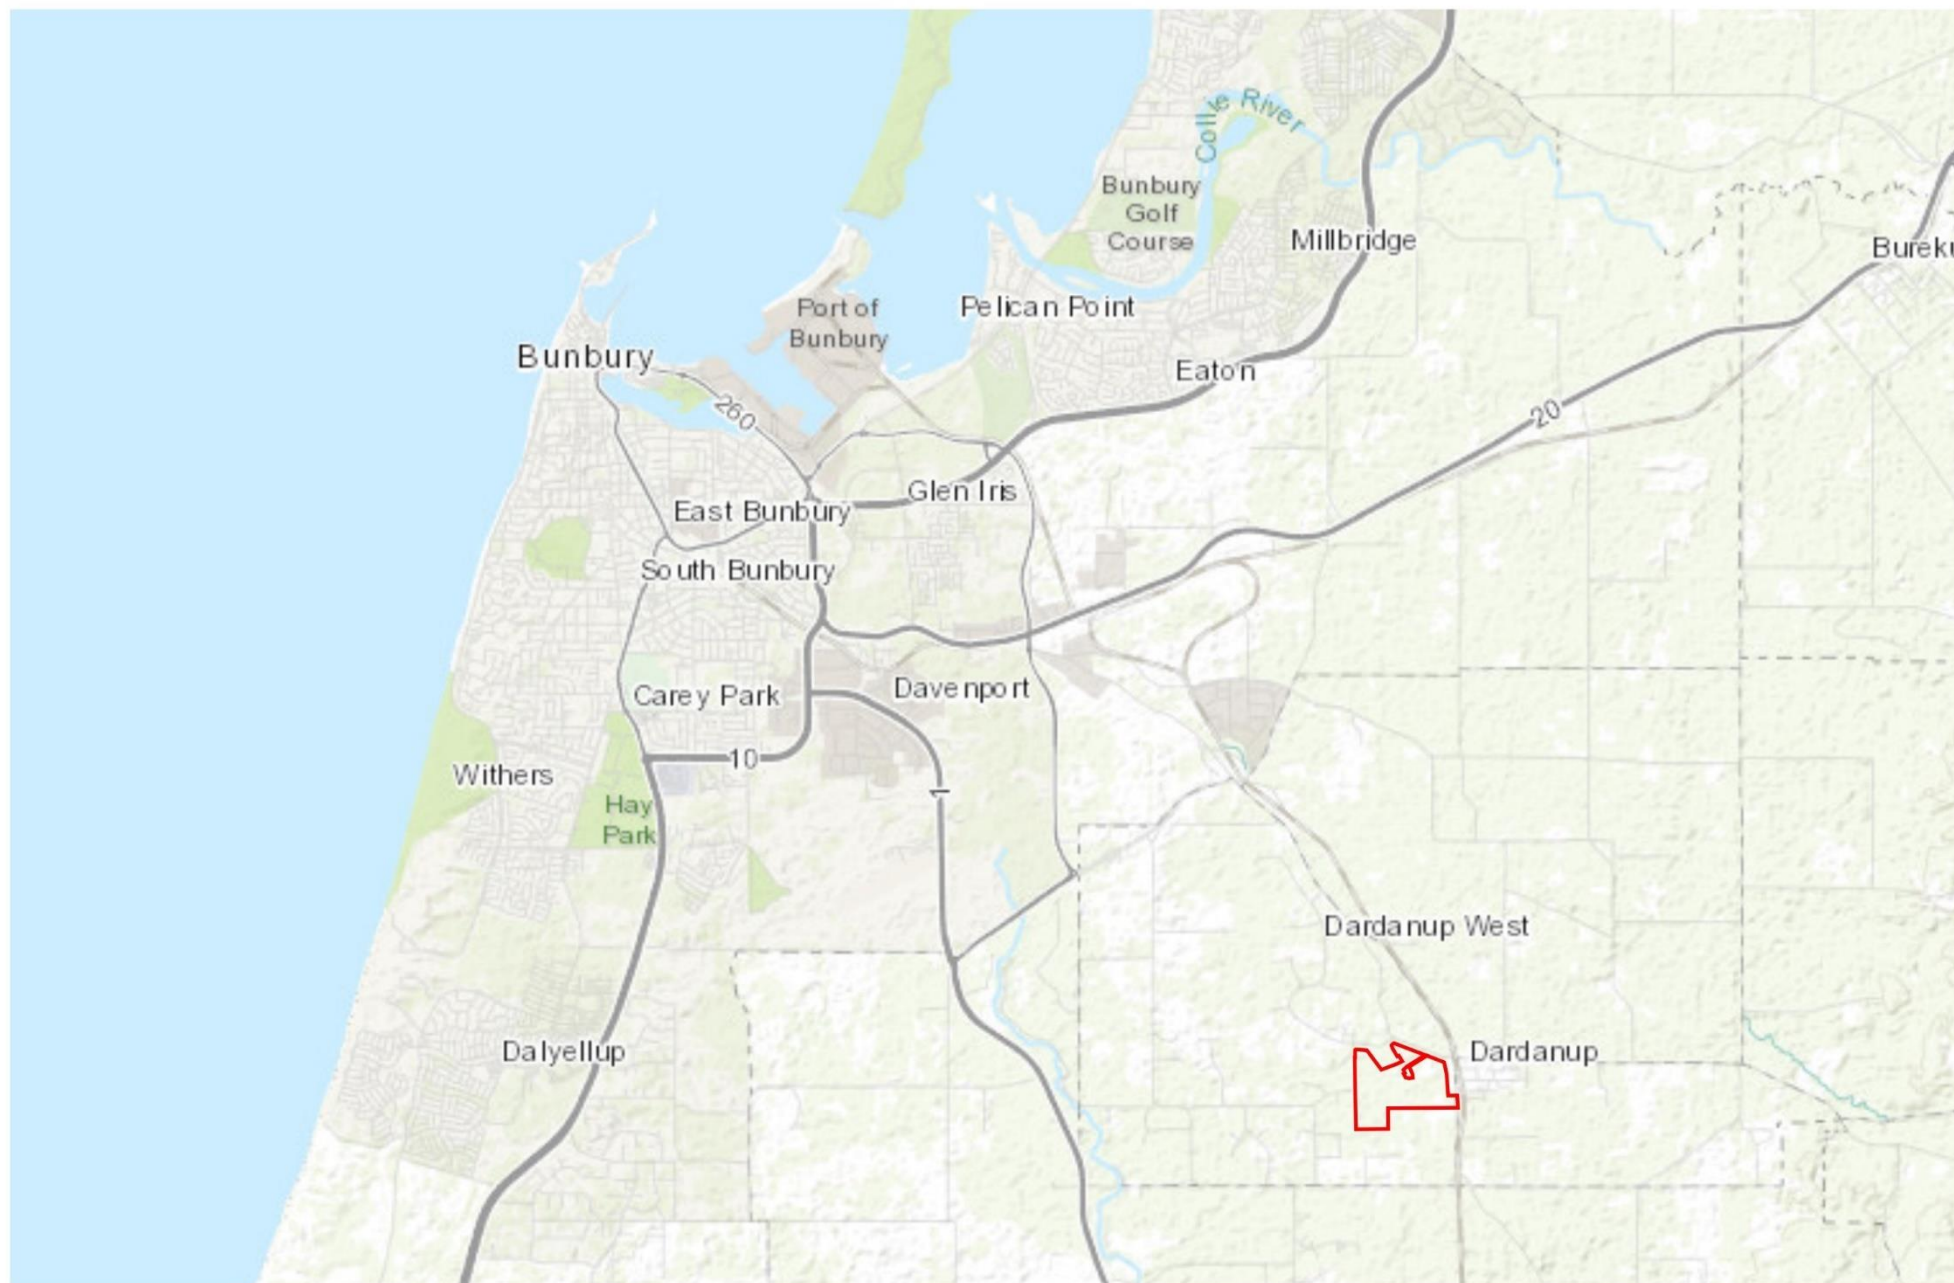 Collie River
Bunbury
Golf
Course
Millbridge
Bureku
Port of
Bunbury
Pelican Point
Bunbury
Eaton
260
20
Glen Iris
East Bunbury
South Bunbury
Carey Park
Davenport
10
1
Withers
Hay
Park
Dardanup West
Dalyellup
Dardanup